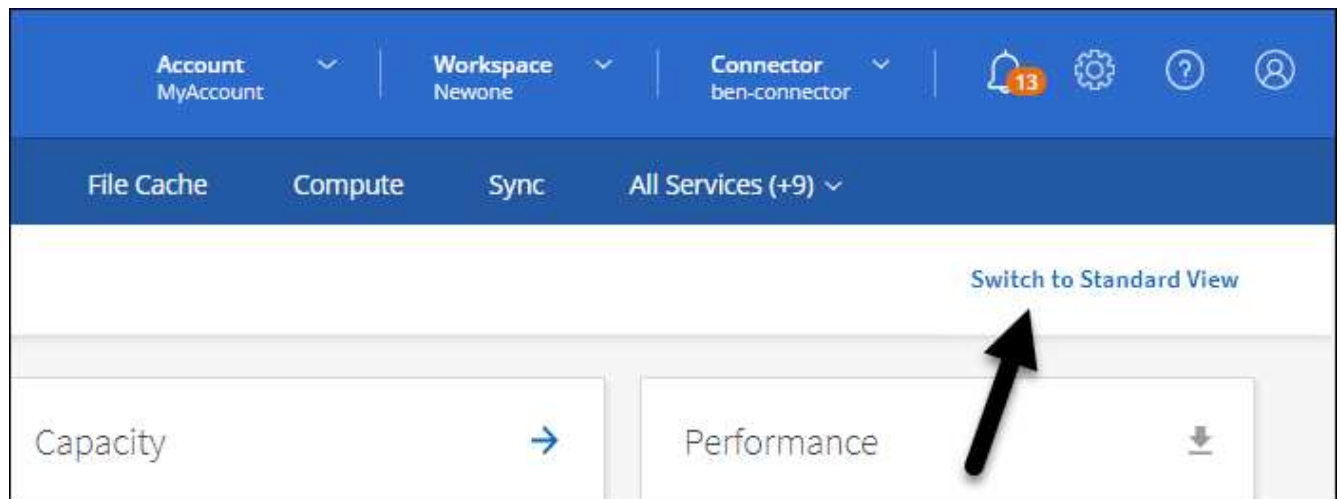 Account
MyAccount
Workspace
Newone
Connector
ben-connector
13
?
File Cache
Compute
Sync
All Services (+9)
Switch to Standard View
Capacity
Performance